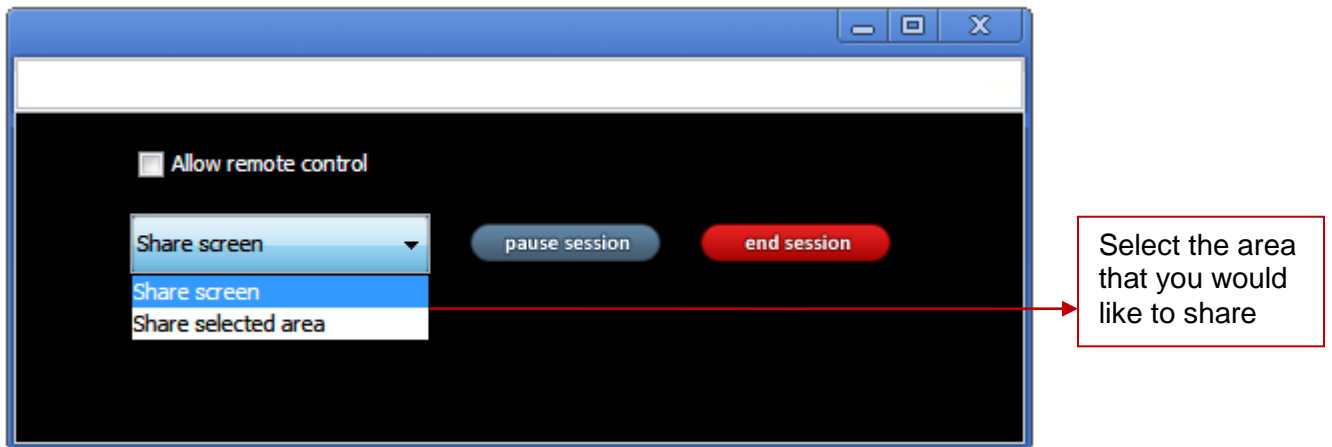 Allow remote control
Share screen
pause session
end session
Share screen
Share selected area
Select the area
that you would
like to share